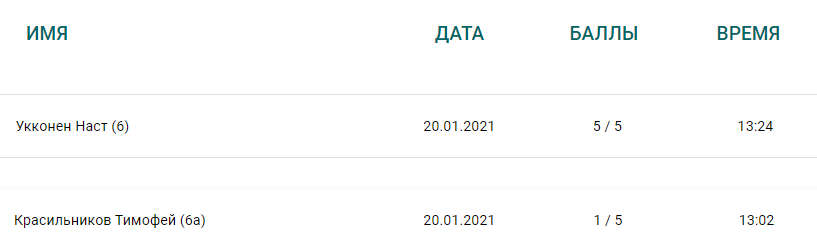 ИМЯ ДАТА БАЛЛЫ ВРЕМЯ
Укконен Наст (6) 20.01.2021 5 / 5 13:24
Красильников Тимофей (6а) 20.01.2021 1 / 5 13:02